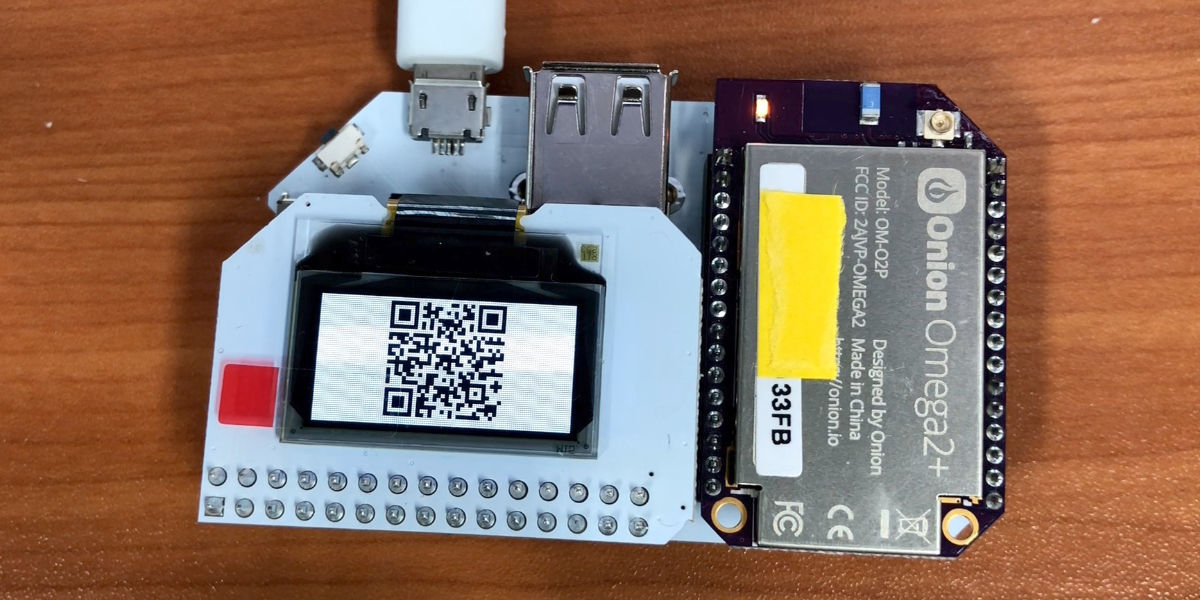 Onion Omega2+
Model: OM-O2P
FCC ID: 2AJVP-OMEGA2
Designed by Onion
Made in China
http://onion.io
33FB
FC CE